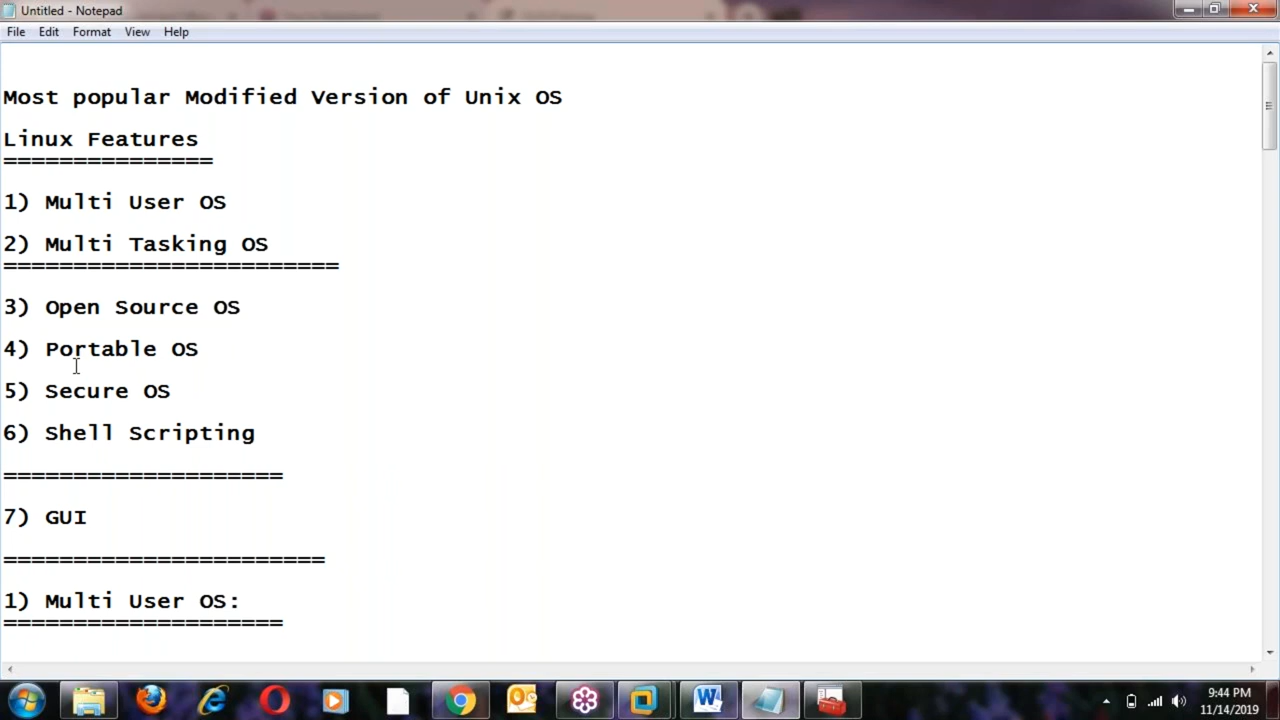 Untitled - Notepad
File Edit Format View Help
Most popular Modified Version of Unix OS
Linux Features
===============
1) Multi User OS
2) Multi Tasking OS
========================
3) Open Source OS
4) Portable OS
5) Secure OS
6) Shell Scripting
====================
7) GUI
=======================
1) Multi User OS:
====================
9:44 PM
11/14/2019